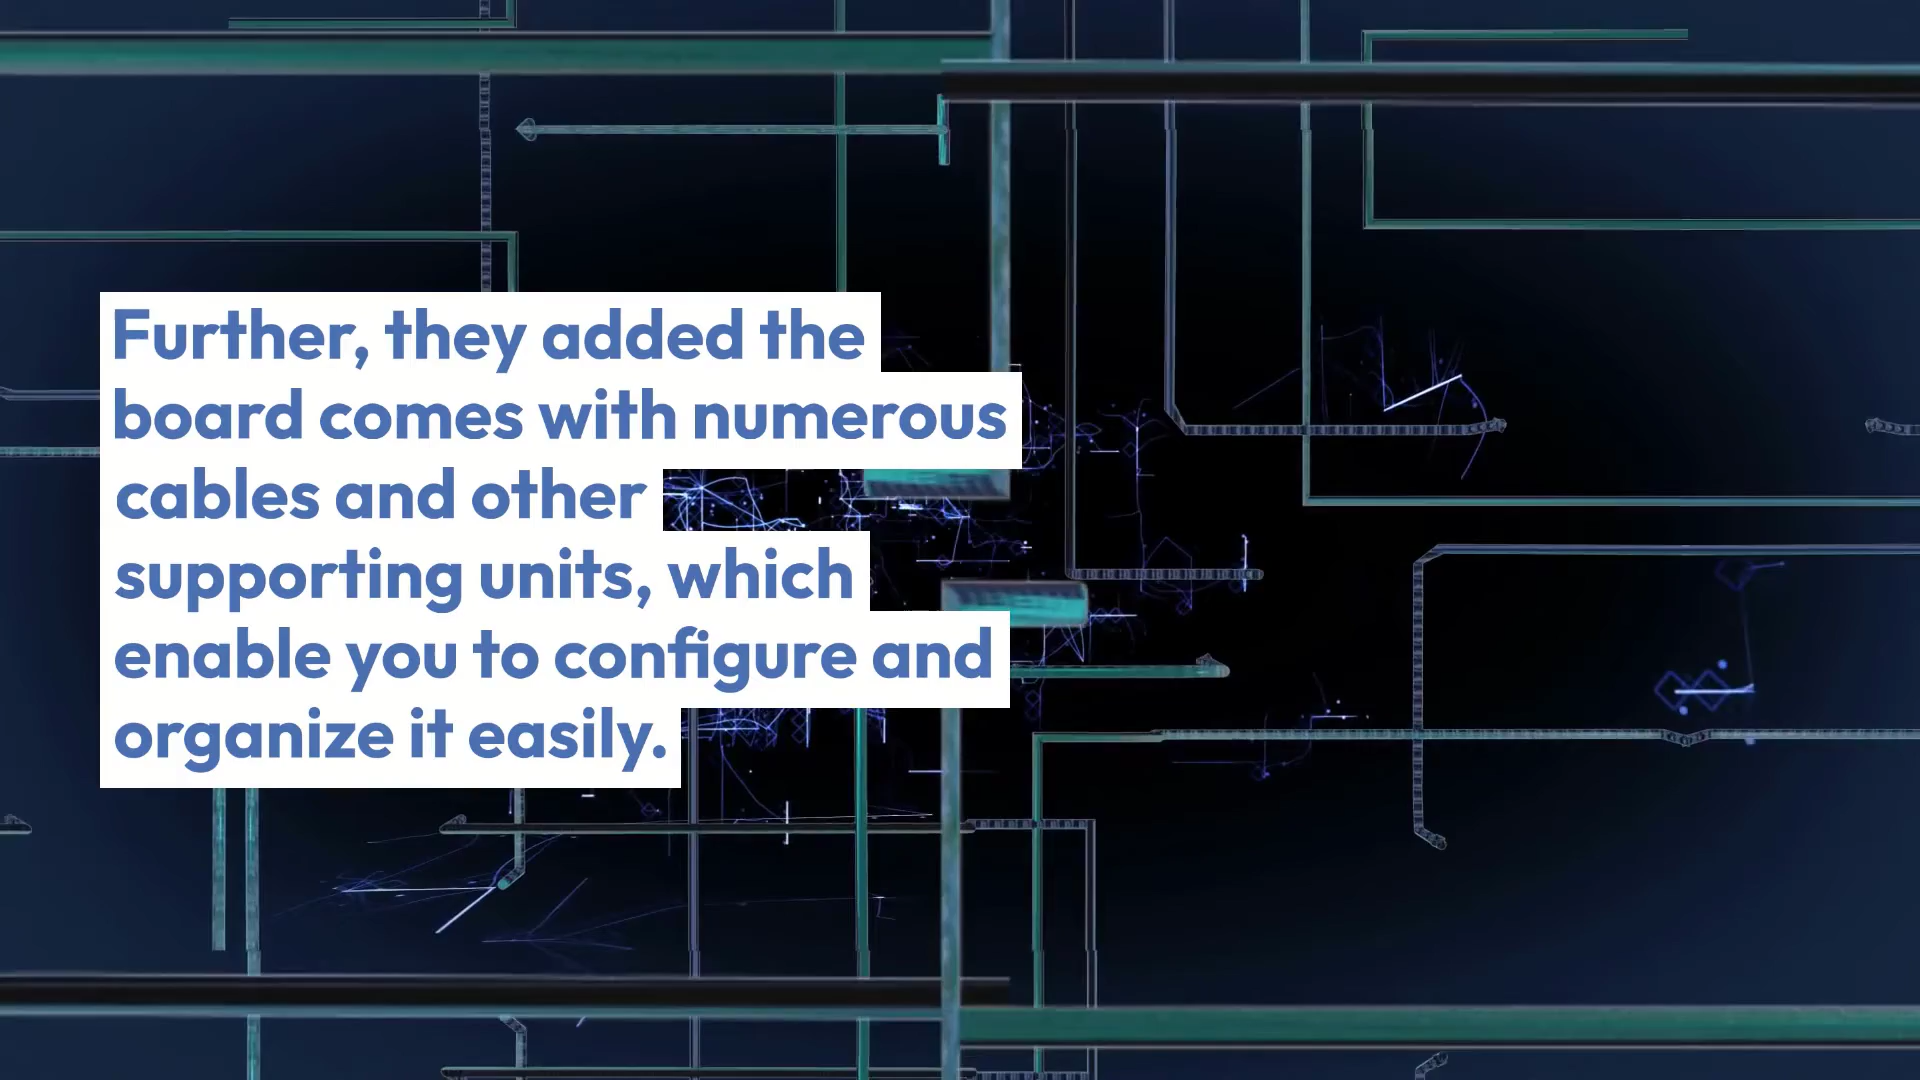 Further, they added the
board comes with numerous
cables and other
supporting units, which
enable you to configure and
organize it easily.